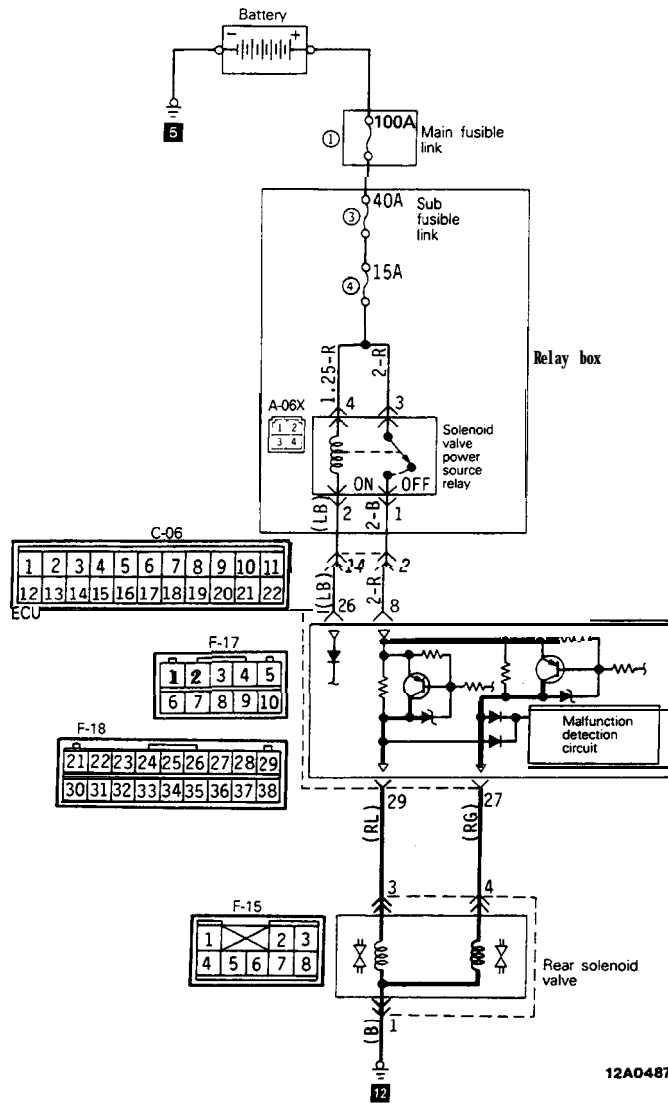 Battery
− +
5
① 100A Main fusible
link
40A Sub
③ fusible
link
15A
④
Relay box
1.25-R 2-R
A-06X 4 3
1 2
3 4
Solenoid
valve
power
source
relay
ON OFF
(LB) 2 2-B 1
C-06
1 2 3 4 5 6 7 8 9 10 11
12 13 14 15 16 17 18 19 20 21 22
14 2
(LB) 26 2-R 8
ECU
F-17
1 2 3 4 5
6 7 8 9 10
Malfunction
detection
circuit
F-18
21 22 23 24 25 26 27 28 29
30 31 32 33 34 35 36 37 38
(RL) 29 (RG) 27
3 4
F-15
1 2 3
4 5 6 7 8
Rear solenoid
valve
(B) 1
12
12A0487